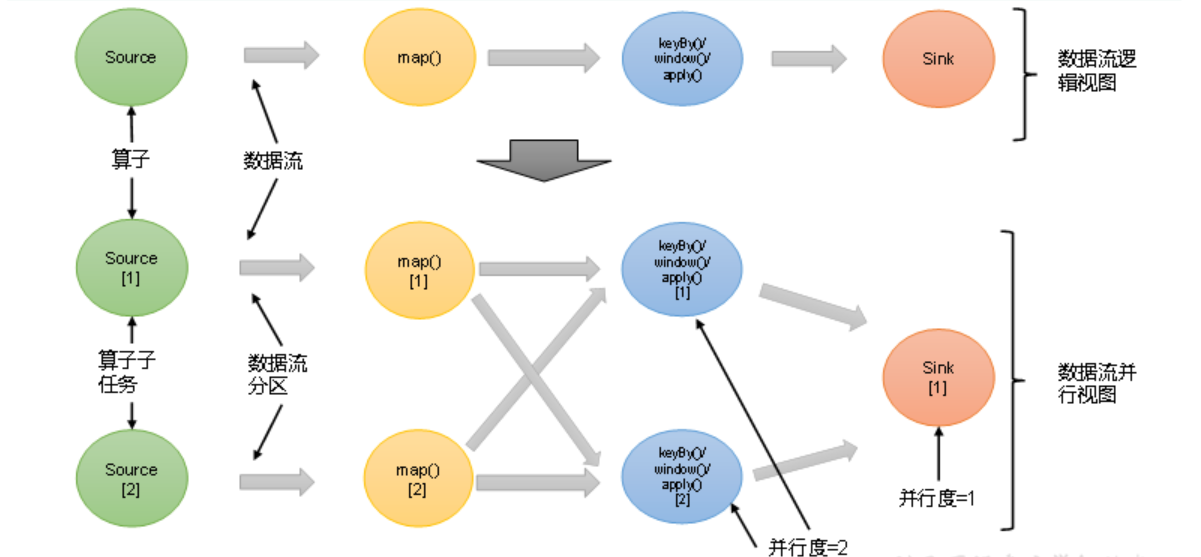 Source
map()
keyBy()/
window()/
apply()
Sink
数据流逻
辑视图
算子
数据流
Source
[1]
map()
[1]
keyBy()/
window()/
apply()
[1]
算子子
任务
数据流
分区
Sink
[1]
数据流并
行视图
Source
[2]
map()
[2]
keyBy()/
window()/
apply()
[2]
并行度=1
并行度=2